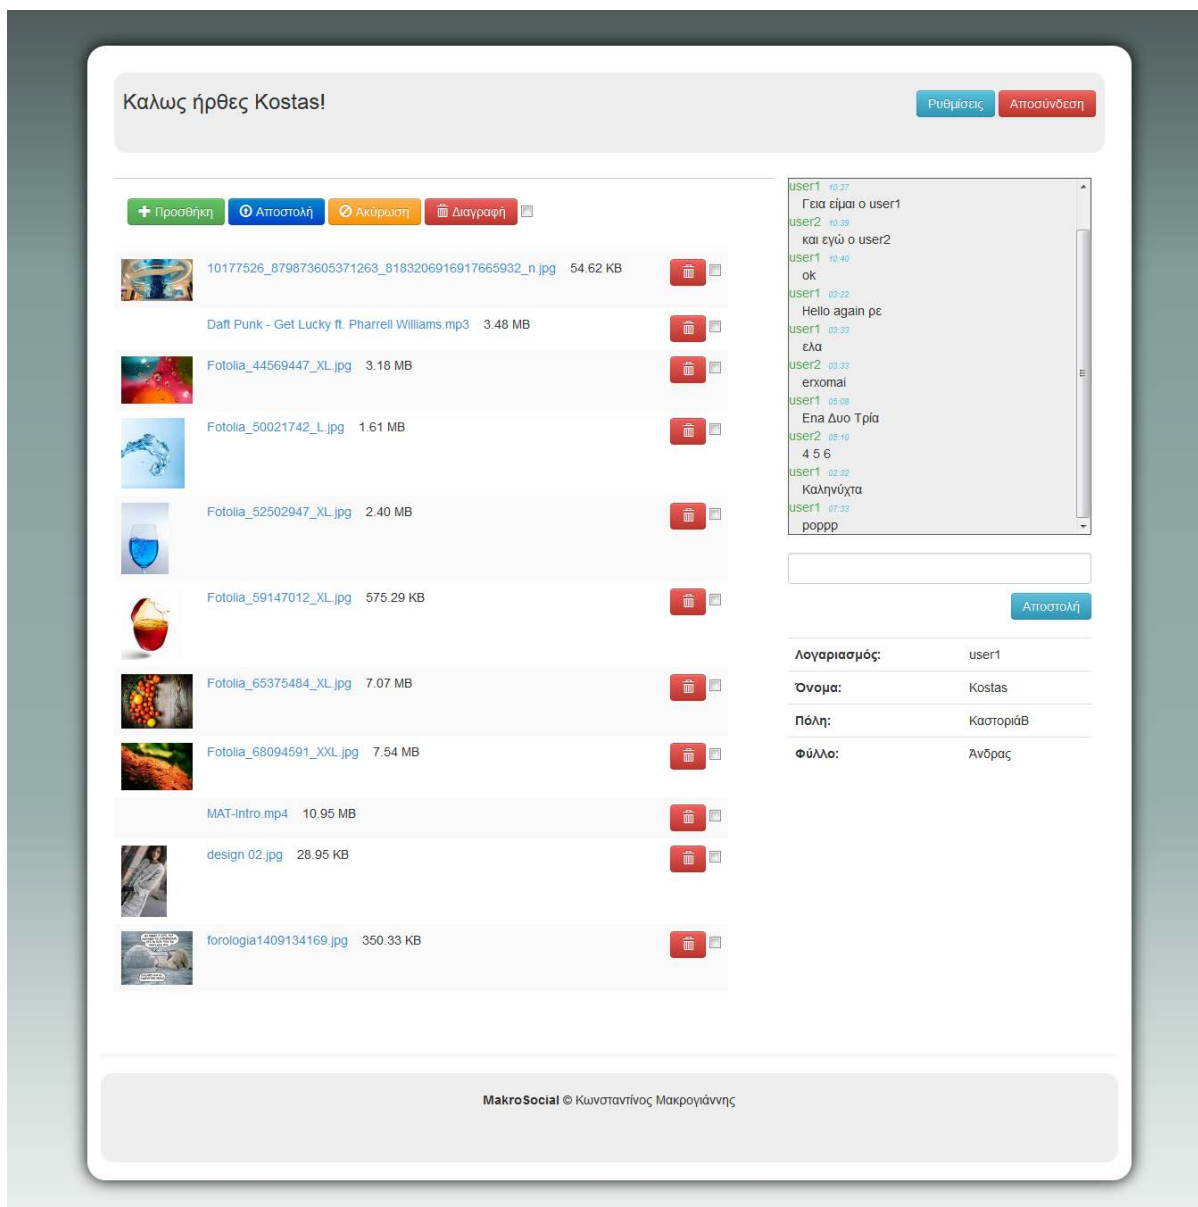 Καλως ήρθες Kostas!
Ρυθμίσεις Αποσύνδεση
Προσθήκη Αποστολή Ακύρωση Διαγραφή
10177526_879873605371263_8183206916917665932_n.jpg 54.62 KB
Daft Punk - Get Lucky ft. Pharrell Williams.mp3 3.48 MB
Fotolia_44569447_XL.jpg 3.18 MB
Fotolia_50021742_L.jpg 1.61 MB
Fotolia_52502947_XL.jpg 2.40 MB
Fotolia_59147012_XL.jpg 575.29 KB
Fotolia_65375484_XL.jpg 7.07 MB
Fotolia_68094591_XXL.jpg 7.54 MB
MAT-Intro.mp4 10.95 MB
design 02.jpg 28.95 KB
forologia1409134169.jpg 350.33 KB
user1 10:37
Γεια είμαι ο user1
user2 10:39
και εγώ ο user2
user1 10:40
ok
user1 03:22
Hello again ρε
user1 03:33
ελα
user2 03:33
erxomai
user1 05:08
Ena Δυο Τρία
user2 05:10
4 5 6
user1 02:32
Καληνύχτα
user1 07:33
poppp
Αποστολή
Λογαριασμός: user1
Όνομα: Kostas
Πόλη: ΚαστοριάΒ
Φύλλο: Άνδρας
MakroSocial © Κωνσταντίνος Μακρογιάννης